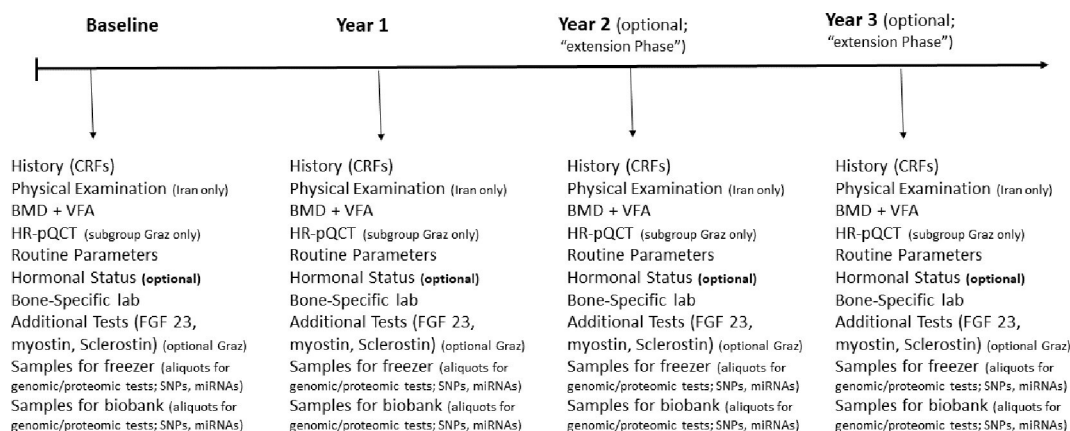 Baseline
Year 1
Year 2 (optional;
“extension Phase”)
Year 3 (optional;
“extension Phase”)
History (CRFs)
Physical Examination (Iran only)
BMD + VFA
HR-pQCT (subgroup Graz only)
Routine Parameters
Hormonal Status (optional)
Bone-Specific lab
Additional Tests (FGF 23,
myostin, Sclerostin) (optional Graz)
Samples for freezer (aliquots for
genomic/proteomic tests; SNPs, miRNAs)
Samples for biobank (aliquots for
genomic/proteomic tests; SNPs, miRNAs)
History (CRFs)
Physical Examination (Iran only)
BMD + VFA
HR-pQCT (subgroup Graz only)
Routine Parameters
Hormonal Status (optional)
Bone-Specific lab
Additional Tests (FGF 23,
myostin, Sclerostin) (optional Graz)
Samples for freezer (aliquots for
genomic/proteomic tests; SNPs, miRNAs)
Samples for biobank (aliquots for
genomic/proteomic tests; SNPs, miRNAs)
History (CRFs)
Physical Examination (Iran only)
BMD + VFA
HR-pQCT (subgroup Graz only)
Routine Parameters
Hormonal Status (optional)
Bone-Specific lab
Additional Tests (FGF 23,
myostin, Sclerostin) (optional Graz)
Samples for freezer (aliquots for
genomic/proteomic tests; SNPs, miRNAs)
Samples for biobank (aliquots for
genomic/proteomic tests; SNPs, miRNAs)
History (CRFs)
Physical Examination (Iran only)
BMD + VFA
HR-pQCT (subgroup Graz only)
Routine Parameters
Hormonal Status (optional)
Bone-Specific lab
Additional Tests (FGF 23,
myostin, Sclerostin) (optional Graz)
Samples for freezer (aliquots for
genomic/proteomic tests; SNPs, miRNAs)
Samples for biobank (aliquots for
genomic/proteomic tests; SNPs, miRNAs)